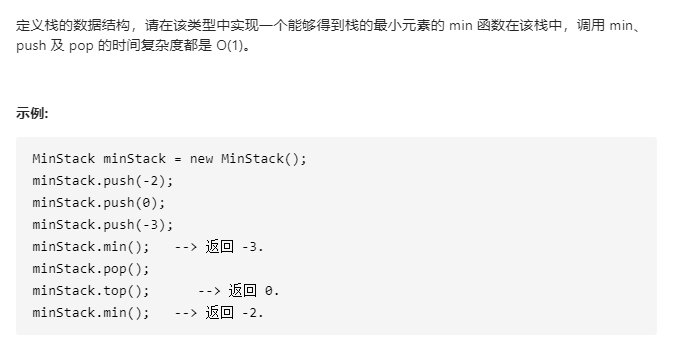 定义栈的数据结构，请在该类型中实现一个能够得到栈的最小元素的 min 函数在该栈中，调用 min、
push 及 pop 的时间复杂度都是 O(1)。
示例:
MinStack minStack = new MinStack();
minStack.push(-2);
minStack.push(0);
minStack.push(-3);
minStack.min();   --> 返回 -3.
minStack.pop();
minStack.top();      --> 返回 0.
minStack.min();   --> 返回 -2.